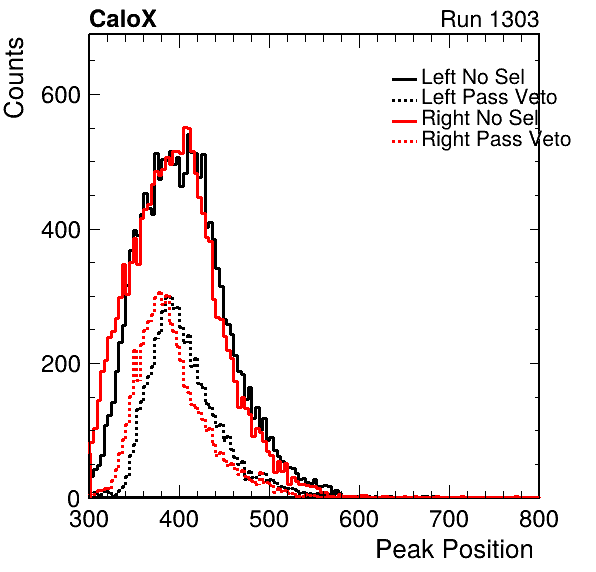 CaloX Run 1303
Counts
Left No Sel
Left Pass Veto
Right No Sel
Right Pass Veto
600
400
200
0
300 400 500 600 700 800
Peak Position